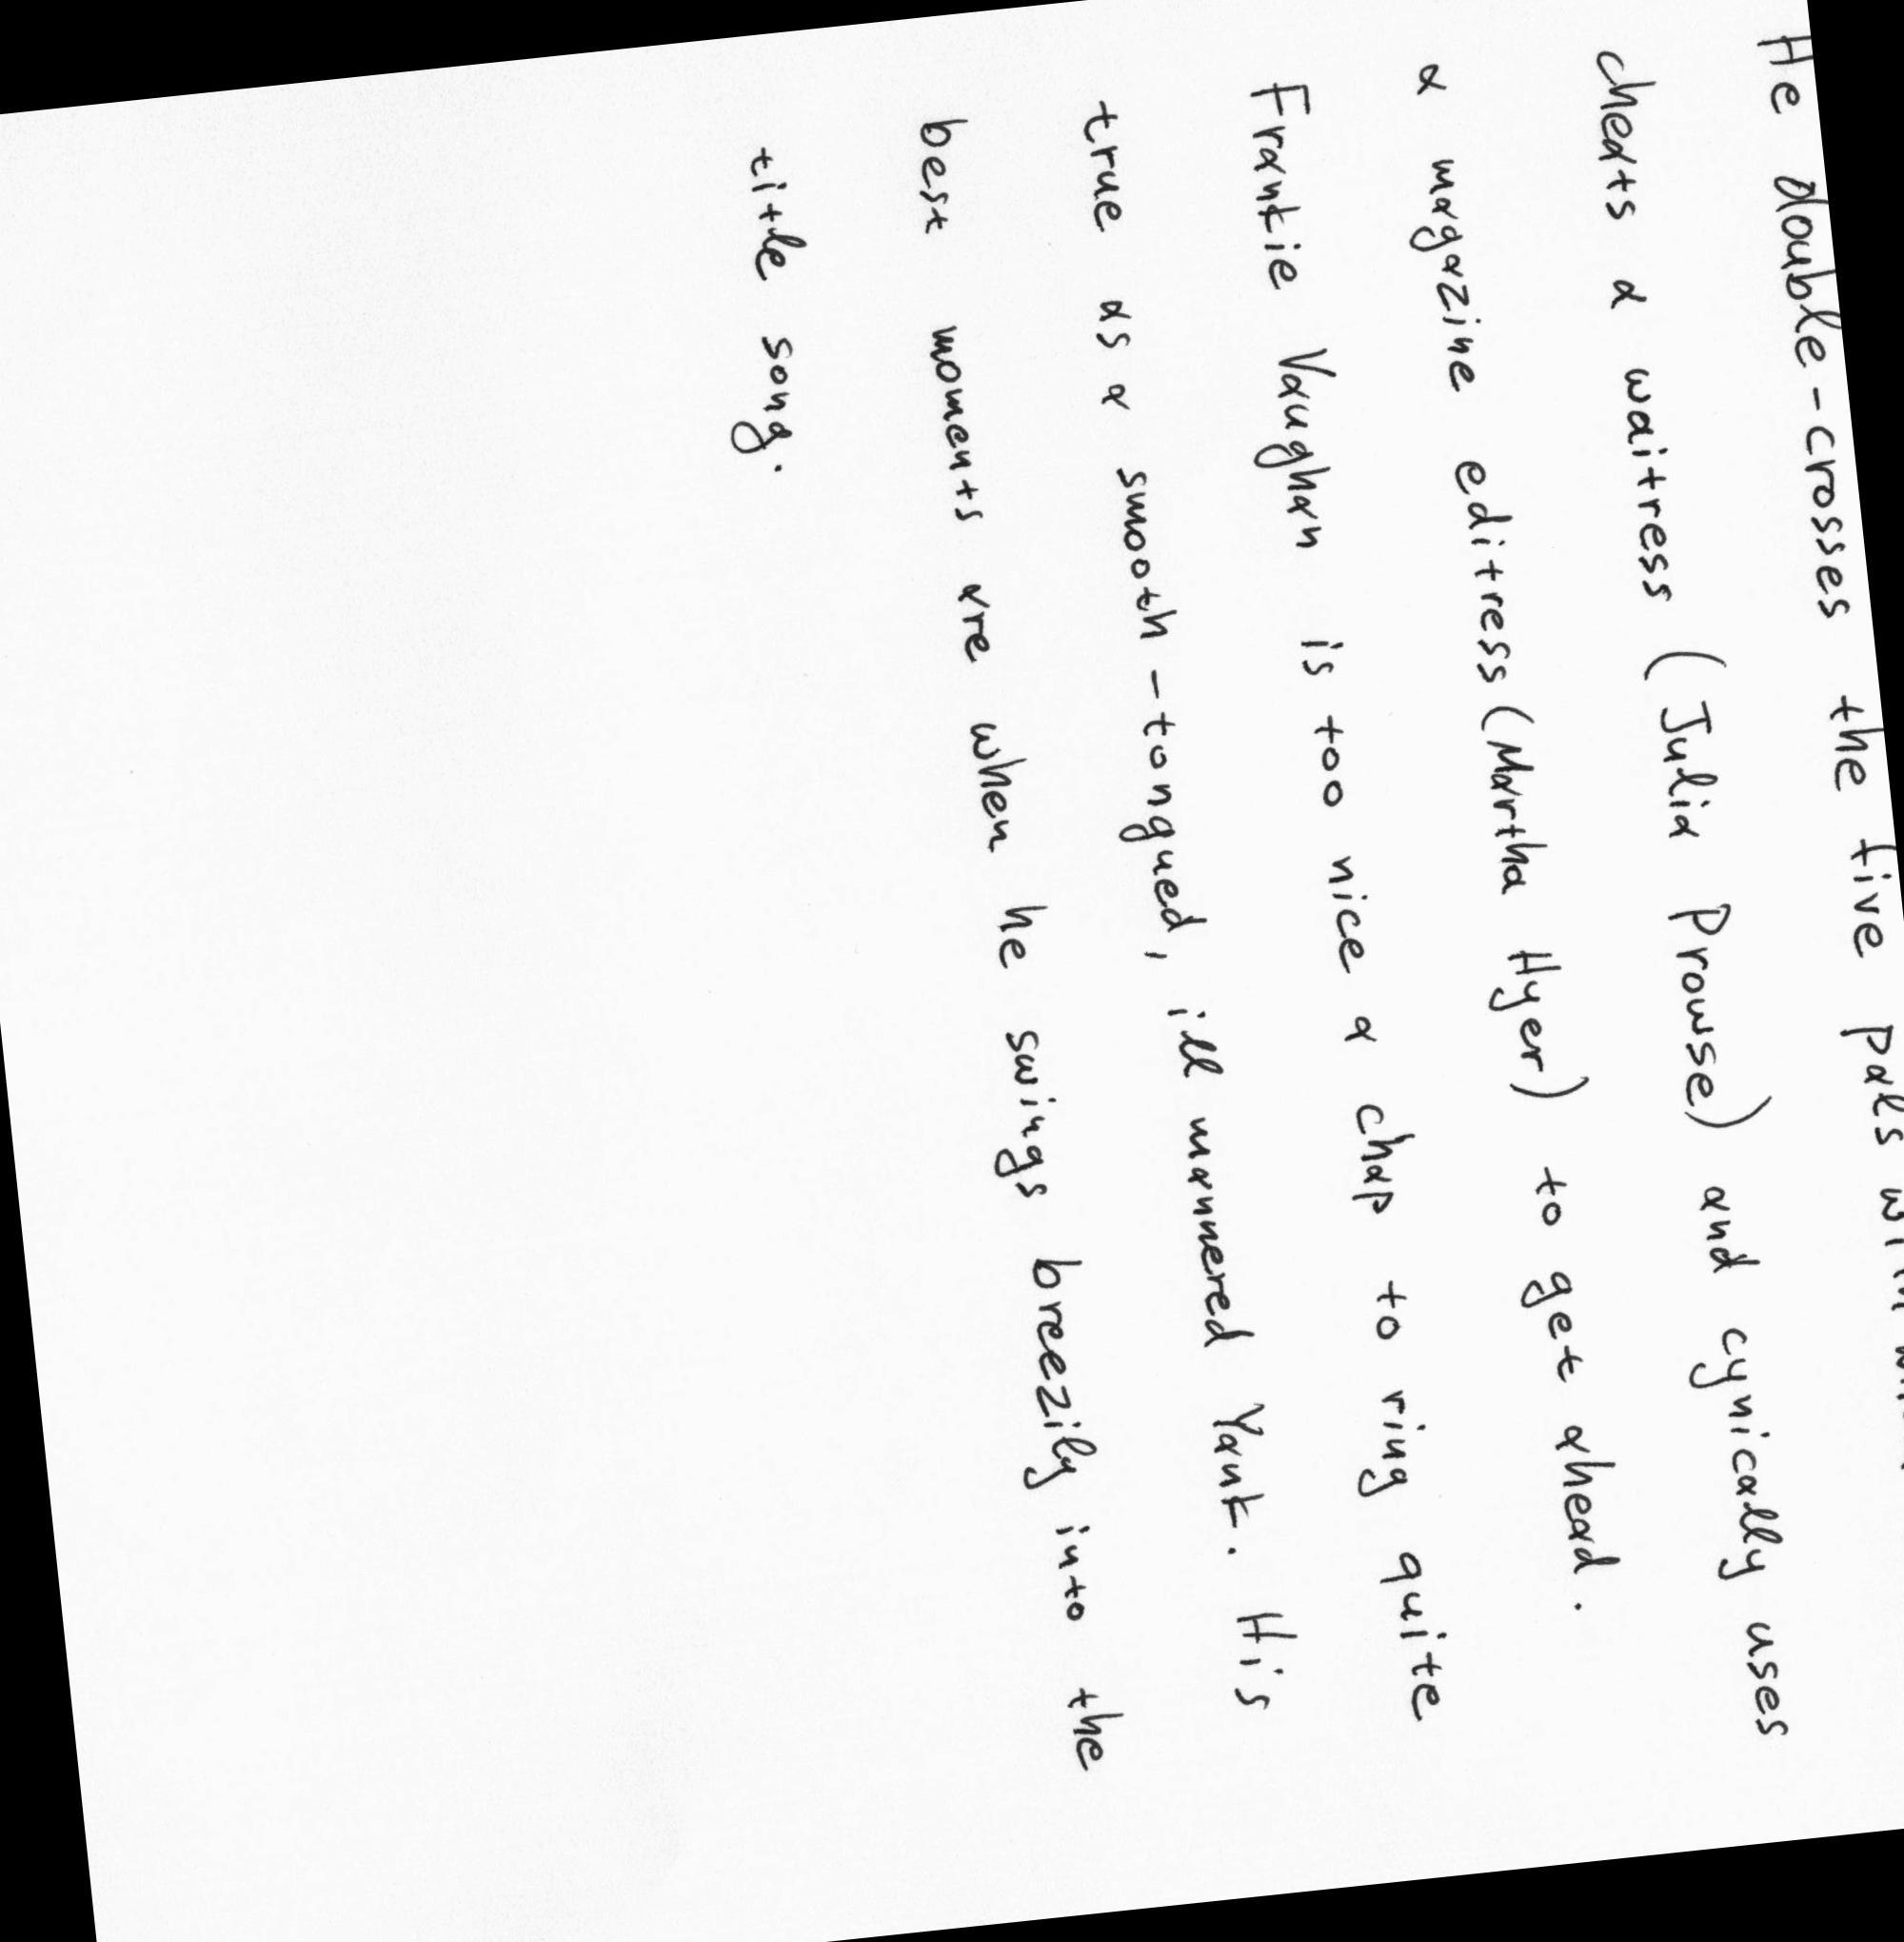 He double-crosses the five pals
cheats a waitress (Julia Prowse) and cynically uses
a magazine editress (Martha Hyer) to get ahead.
Frankie Vaughan is too nice a chap to ring quite
true as a smooth-tongued, ill mannered Yank. His
best moments are when he swings breezily into the
title song.